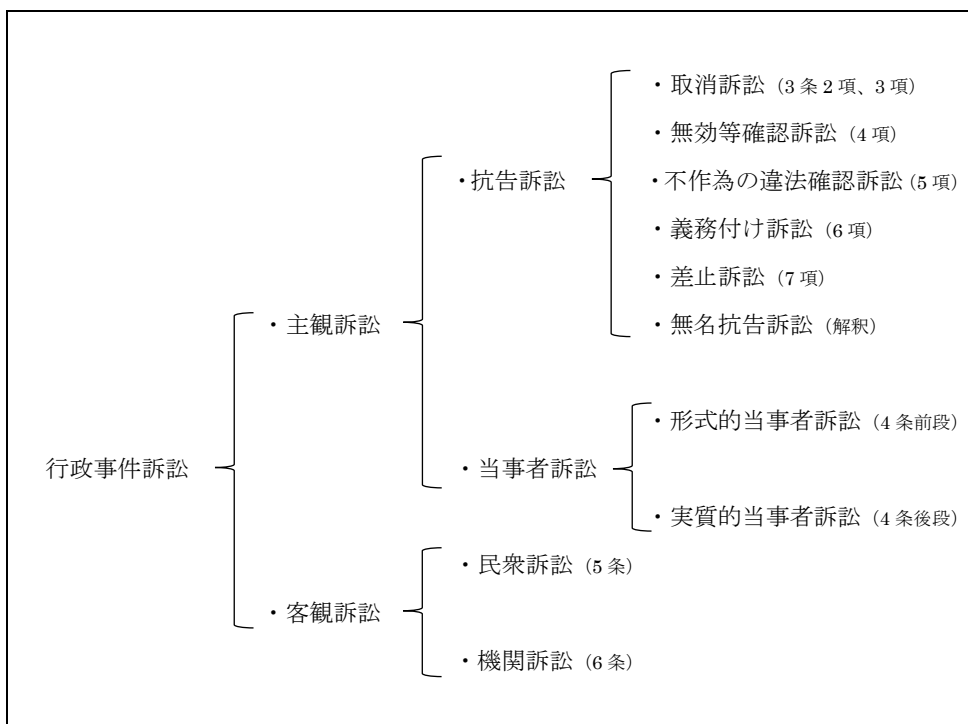 ・取消訴訟（3 条 2 項、3 項）
・無効等確認訴訟（4 項）
・抗告訴訟
・不作為の違法確認訴訟（5 項）
・義務付け訴訟（6 項）
・差止訴訟（7 項）
・主観訴訟
・無名抗告訴訟（解釈）
・形式的当事者訴訟（4 条前段）
行政事件訴訟
・当事者訴訟
・実質的当事者訴訟（4 条後段）
・民衆訴訟（5 条）
・客観訴訟
・機関訴訟（6 条）